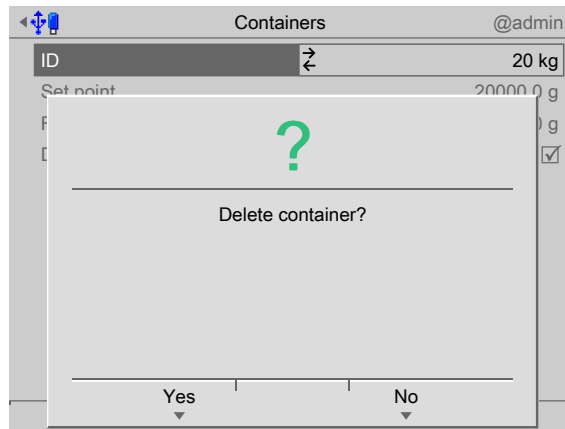 Containers @admin
ID 20 kg
Set point 20000.0 g
g
Delete container?
Yes No